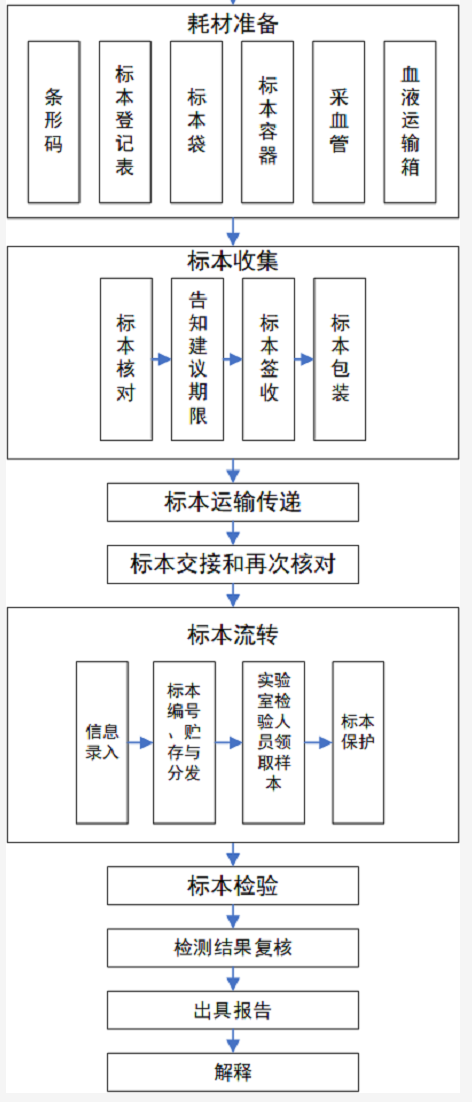 耗材准备
条形码
标本登记表
标本袋
标本容器
采血管
血液运输箱
标本收集
标本核对
告知建议期限
标本签收
标本包装
标本运输传递
标本交接和再次核对
标本流转
信息
录入
标本
编号
、贮
存与
分发
实验
室检
验人
员领
取样
本
标本
保护
标本检验
检测结果复核
出具报告
解释